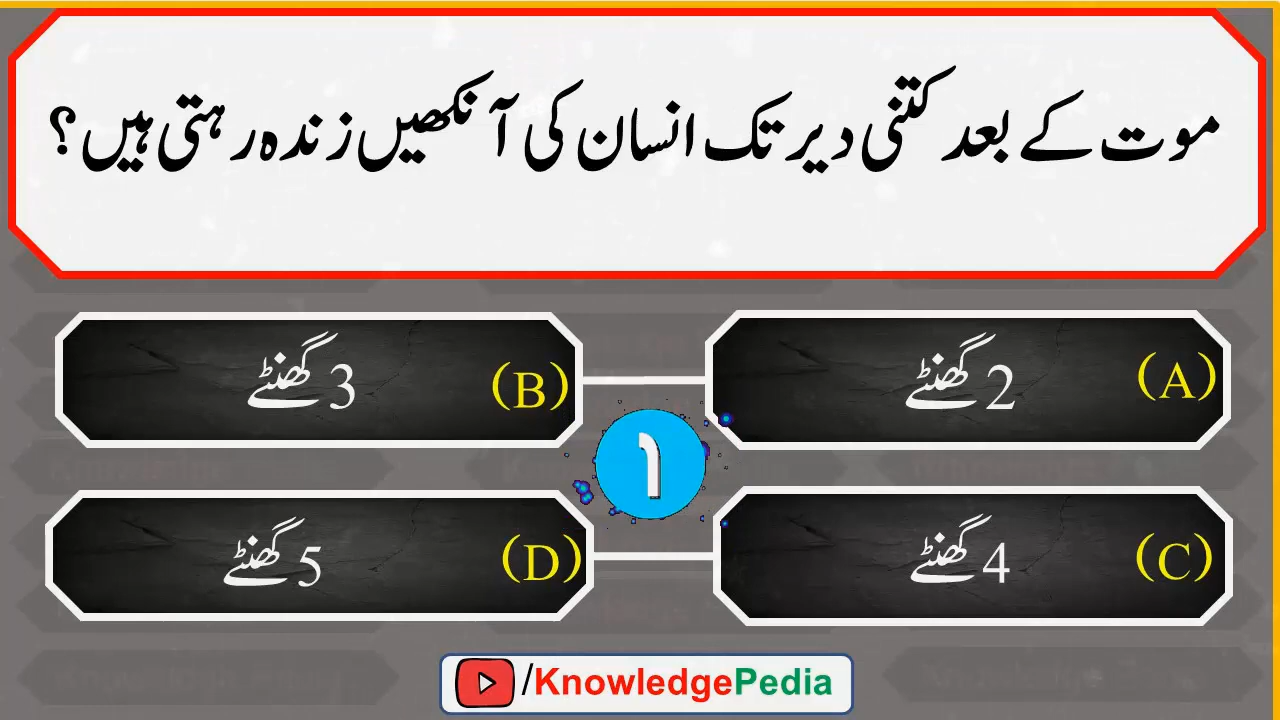 موت کے بعد کتنی دیر تک انسان کی آنکھیں زندہ رہتی ہیں؟
(A) 2 گھنٹے
(B) 3 گھنٹے
۱
(C) 4 گھنٹے
(D) 5 گھنٹے
/KnowledgePedia